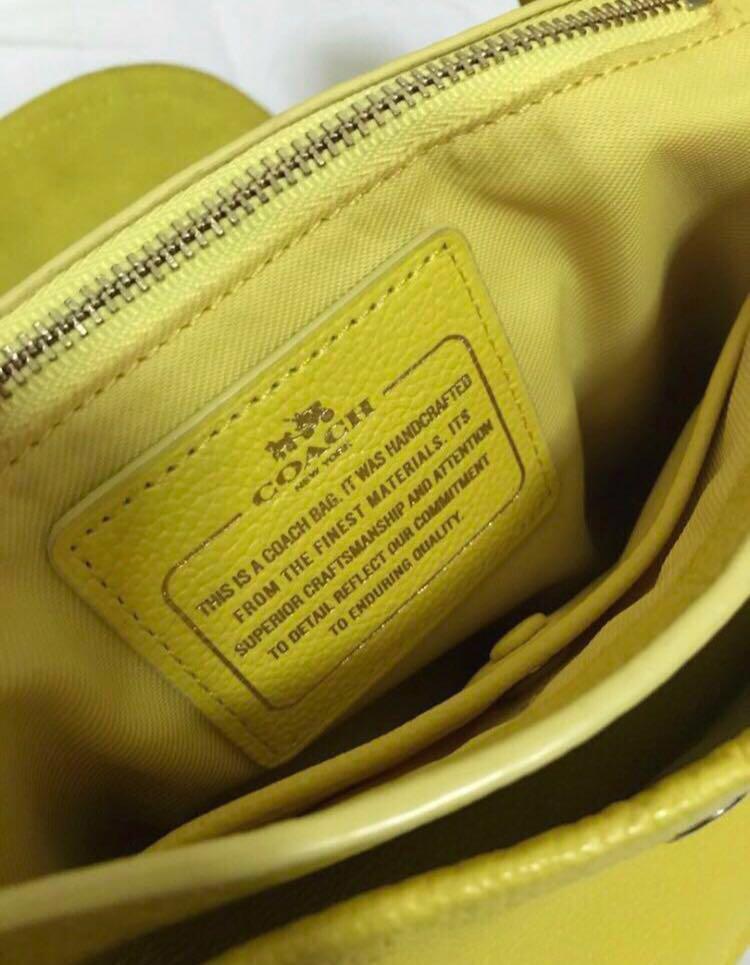 COACH
NEW YORK
THIS IS A COACH BAG. IT WAS HANDCRAFTED
FROM THE FINEST MATERIALS. ITS
SUPERIOR CRAFTSMANSHIP AND ATTENTION
TO DETAIL REFLECT OUR COMMITMENT
TO ENDURING QUALITY.